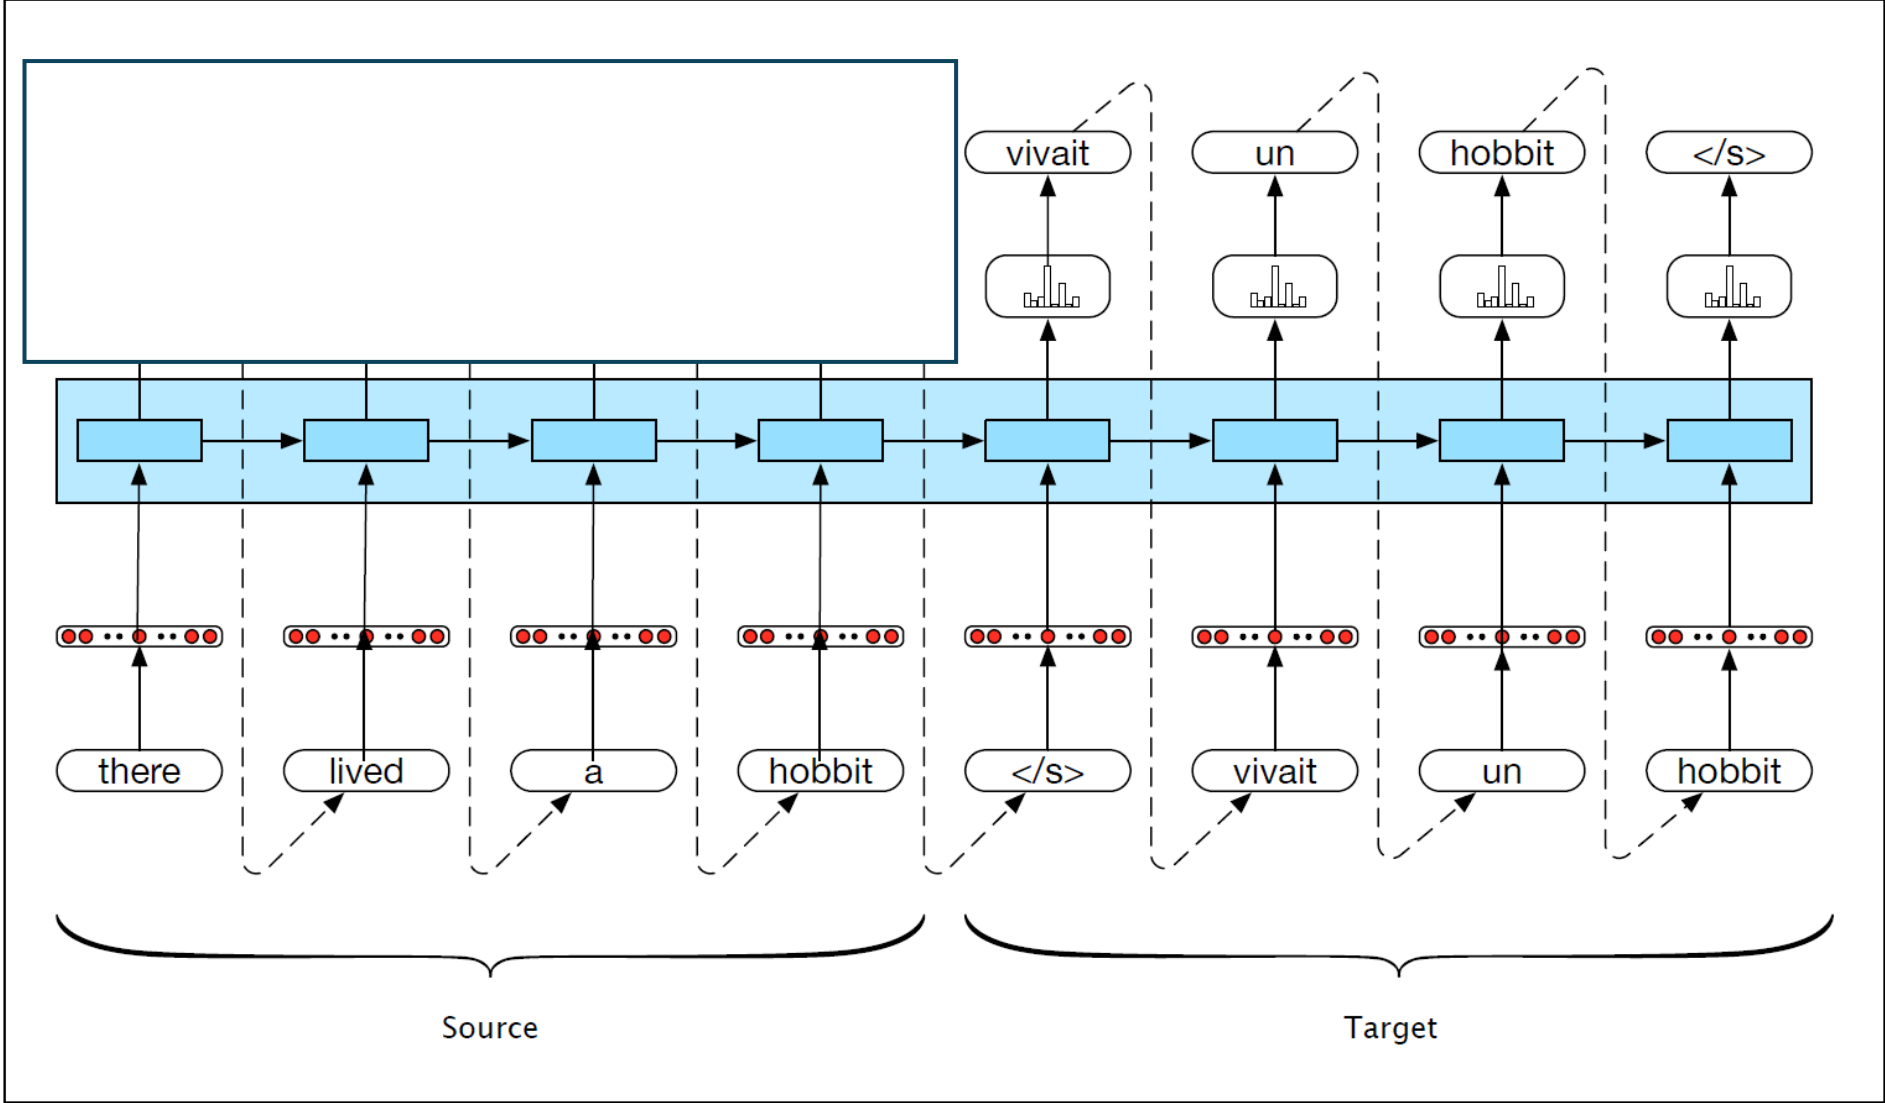 vivait un hobbit </s>
there lived a hobbit </s> vivait un hobbit
Source Target